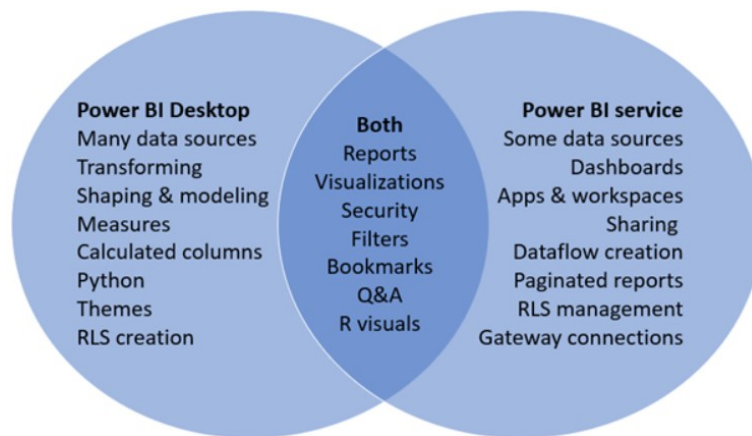 Power BI Desktop
Many data sources
Transforming
Shaping & modeling
Measures
Calculated columns
Python
Themes
RLS creation
Both
Reports
Visualizations
Security
Filters
Bookmarks
Q&A
R visuals
Power BI service
Some data sources
Dashboards
Apps & workspaces
Sharing
Dataflow creation
Paginated reports
RLS management
Gateway connections